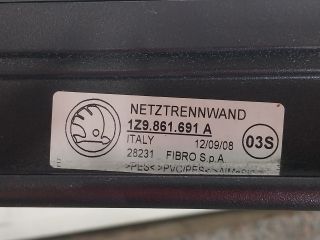 NETZTRENNWAND
1Z9.861.691 A
ITALY 12/09/08
28231 FIBRO S.p.A.
03S